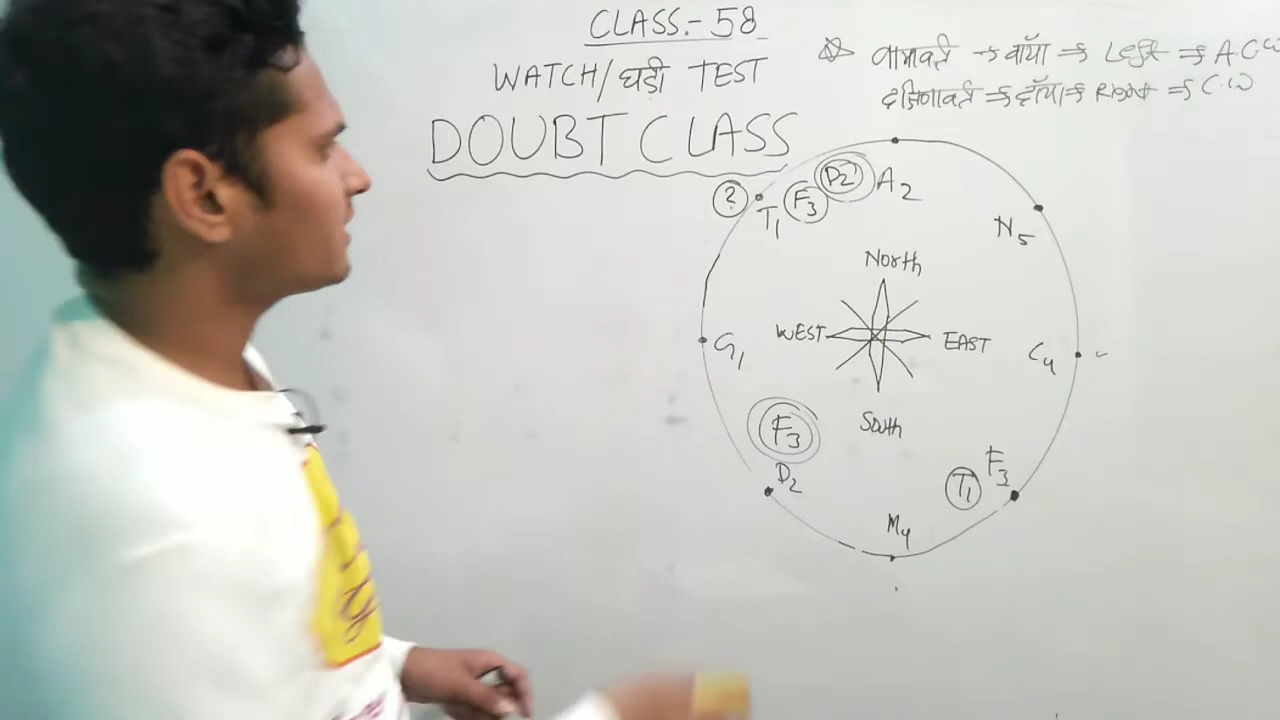 CLASS.- 58
WATCH/घडी TEST
DOUBT CLASS
वामावर्त → बाँया ⇒ Left ⇒ A.C
दक्षिणावर्त ⇒ दाँया ⇒ Right ⇒ C.W
? T1 F3 D2 A2
N5
North
WEST
EAST
G1
C4
South
F3
D2
F3
T1
M4